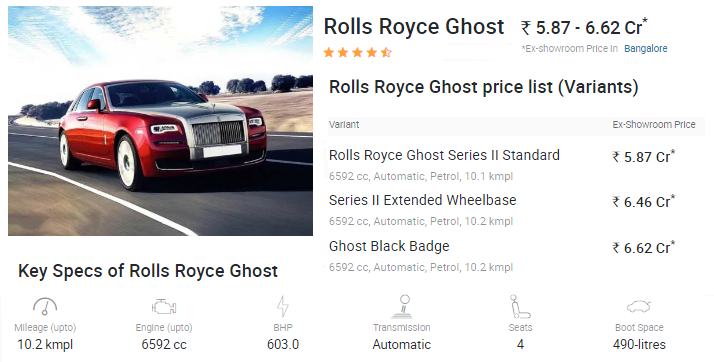 Rolls Royce Ghost ₹ 5.87 - 6.62 Cr*
*Ex-showroom Price In Bangalore
Rolls Royce Ghost price list (Variants)
Variant Ex-Showroom Price
Rolls Royce Ghost Series II Standard ₹ 5.87 Cr*
6592 cc, Automatic, Petrol, 10.1 kmpl
Series II Extended Wheelbase ₹ 6.46 Cr*
6592 cc, Automatic, Petrol, 10.2 kmpl
Ghost Black Badge ₹ 6.62 Cr*
6592 cc, Automatic, Petrol, 10.2 kmpl
Key Specs of Rolls Royce Ghost
Mileage (upto) Engine (upto) BHP Transmission Seats Boot Space
10.2 kmpl 6592 cc 603.0 Automatic 4 490-litres